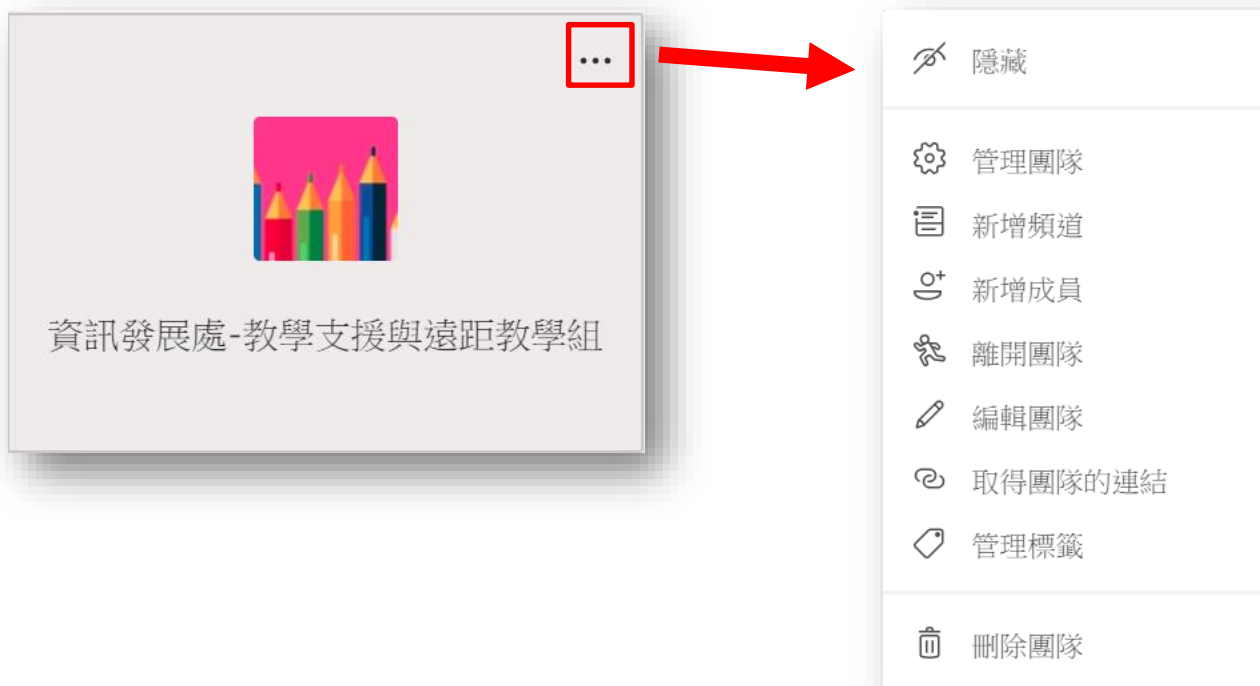 資訊發展處-教學支援與遠距教學組
隱藏
管理團隊
新增頻道
新增成員
離開團隊
編輯團隊
取得團隊的連結
管理標籤
刪除團隊